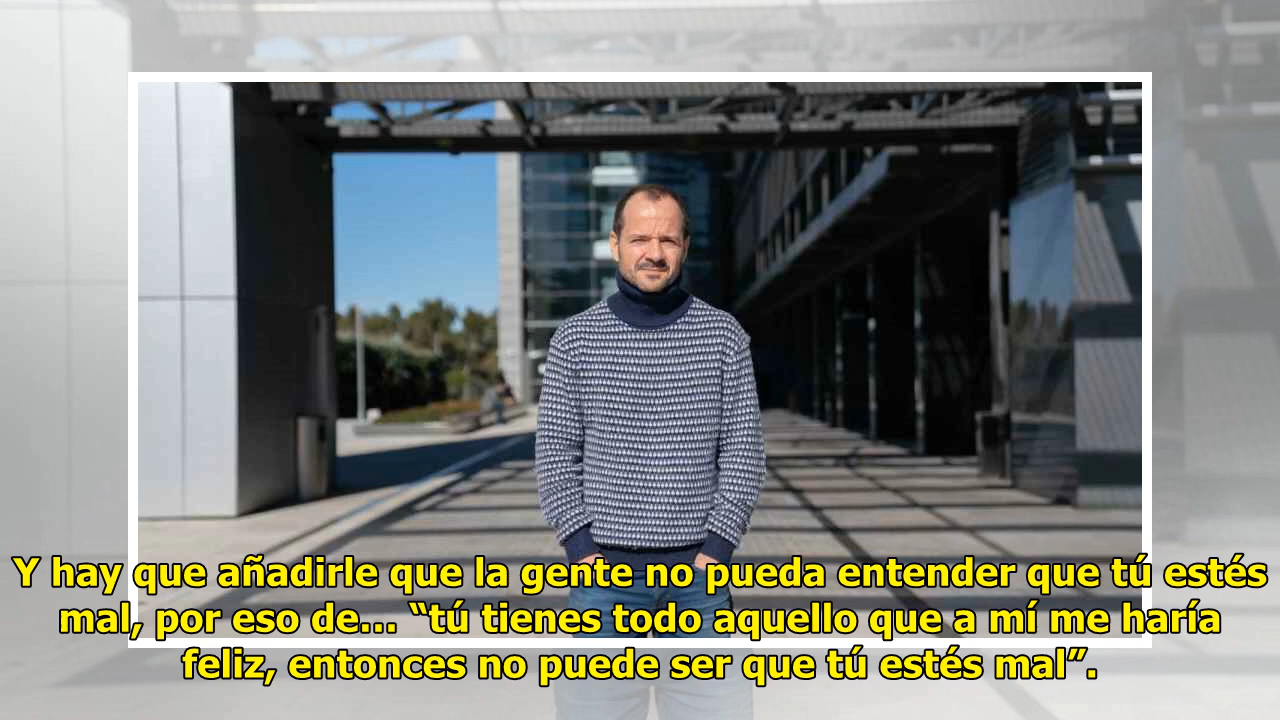 Y hay que añadirle que la gente no pueda entender que tú estés
mal, por eso de... “tú tienes todo aquello que a mí me haría
feliz, entonces no puede ser que tú estés mal”.